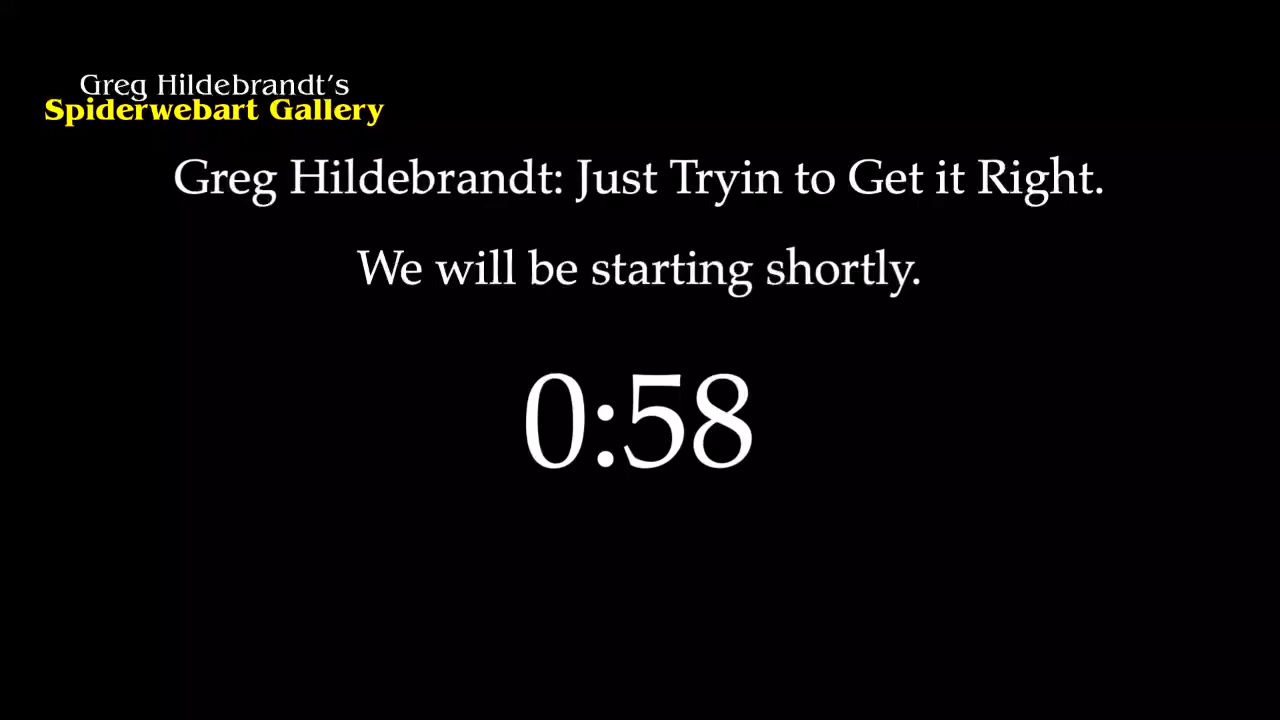 Greg Hildebrandt's
Spiderwebart Gallery
Greg Hildebrandt: Just Tryin to Get it Right.
We will be starting shortly.
0:58